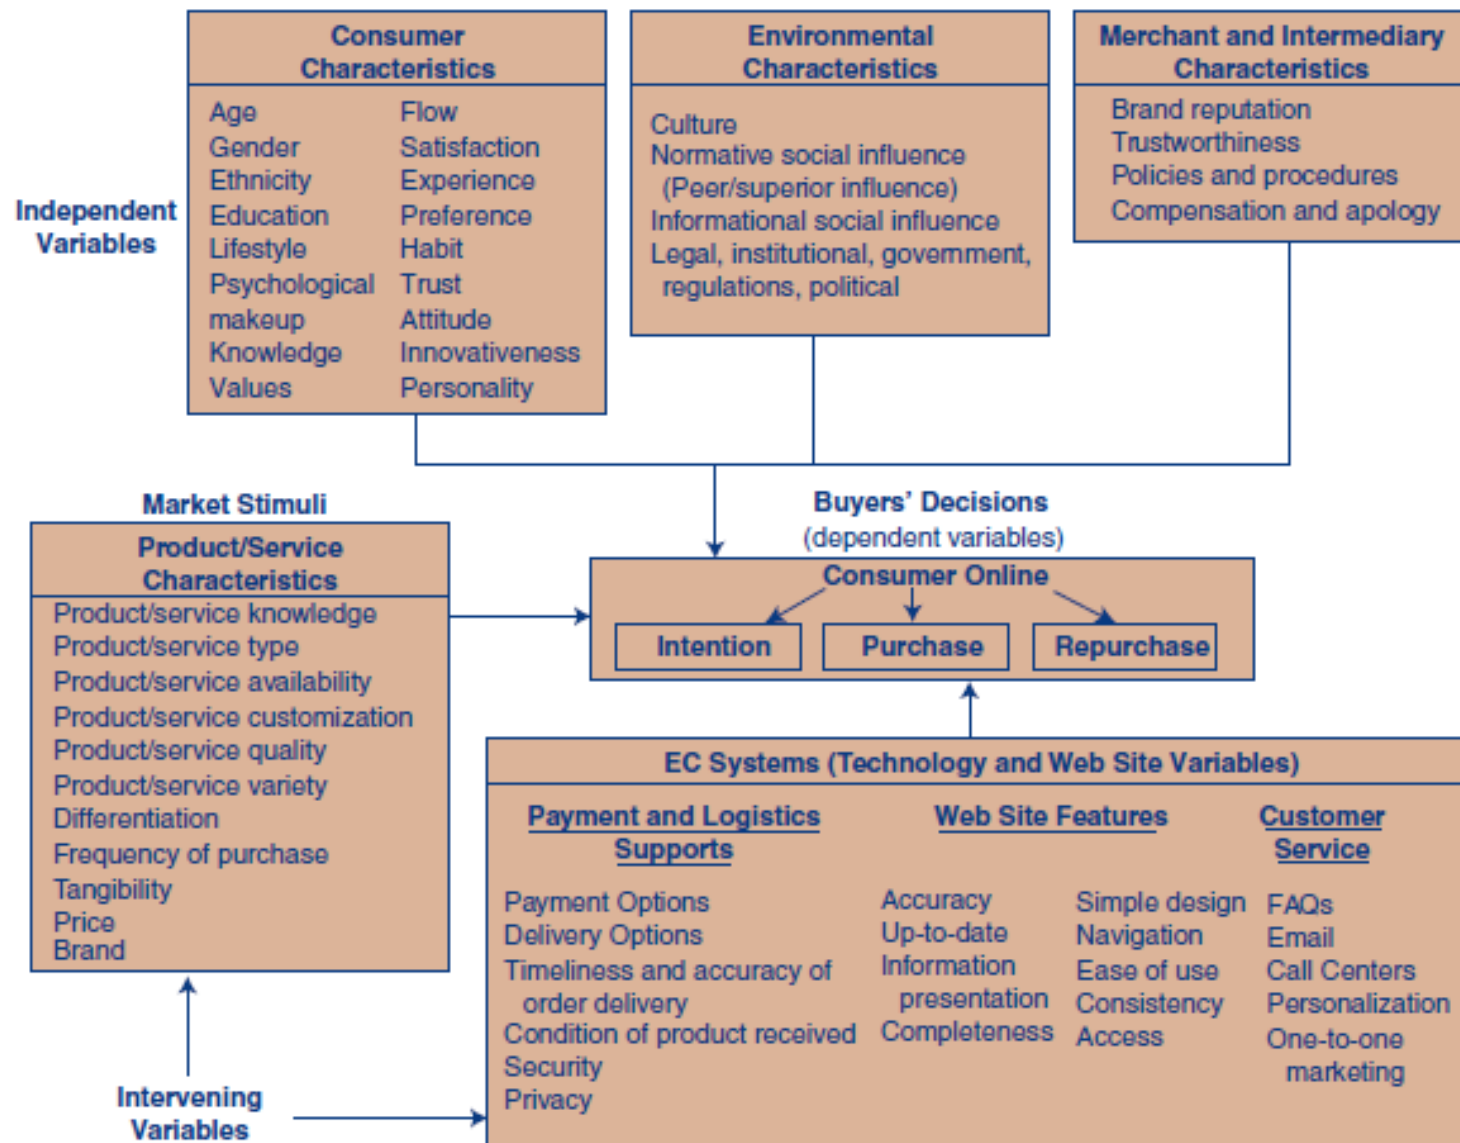 Consumer
Characteristics
Age
Gender
Ethnicity
Education
Lifestyle
Psychological
makeup
Knowledge
Values
Flow
Satisfaction
Experience
Preference
Habit
Trust
Attitude
Innovativeness
Personality
Environmental
Characteristics
Culture
Normative social influence
(Peer/superior influence)
Informational social influence
Legal, institutional, government,
regulations, political
Merchant and Intermediary
Characteristics
Brand reputation
Trustworthiness
Policies and procedures
Compensation and apology
Independent
Variables
Market Stimuli
Product/Service
Characteristics
Product/service knowledge
Product/service type
Product/service availability
Product/service customization
Product/service quality
Product/service variety
Differentiation
Frequency of purchase
Tangibility
Price
Brand
Buyers’ Decisions
(dependent variables)
Consumer Online
Intention
Purchase
Repurchase
EC Systems (Technology and Web Site Variables)
Payment and Logistics
Supports
Payment Options
Delivery Options
Timeliness and accuracy of
order delivery
Condition of product received
Security
Privacy
Web Site Features
Accuracy
Up-to-date
Information
presentation
Completeness
Simple design
Navigation
Ease of use
Consistency
Access
Customer
Service
FAQs
Email
Call Centers
Personalization
One-to-one
marketing
Intervening
Variables